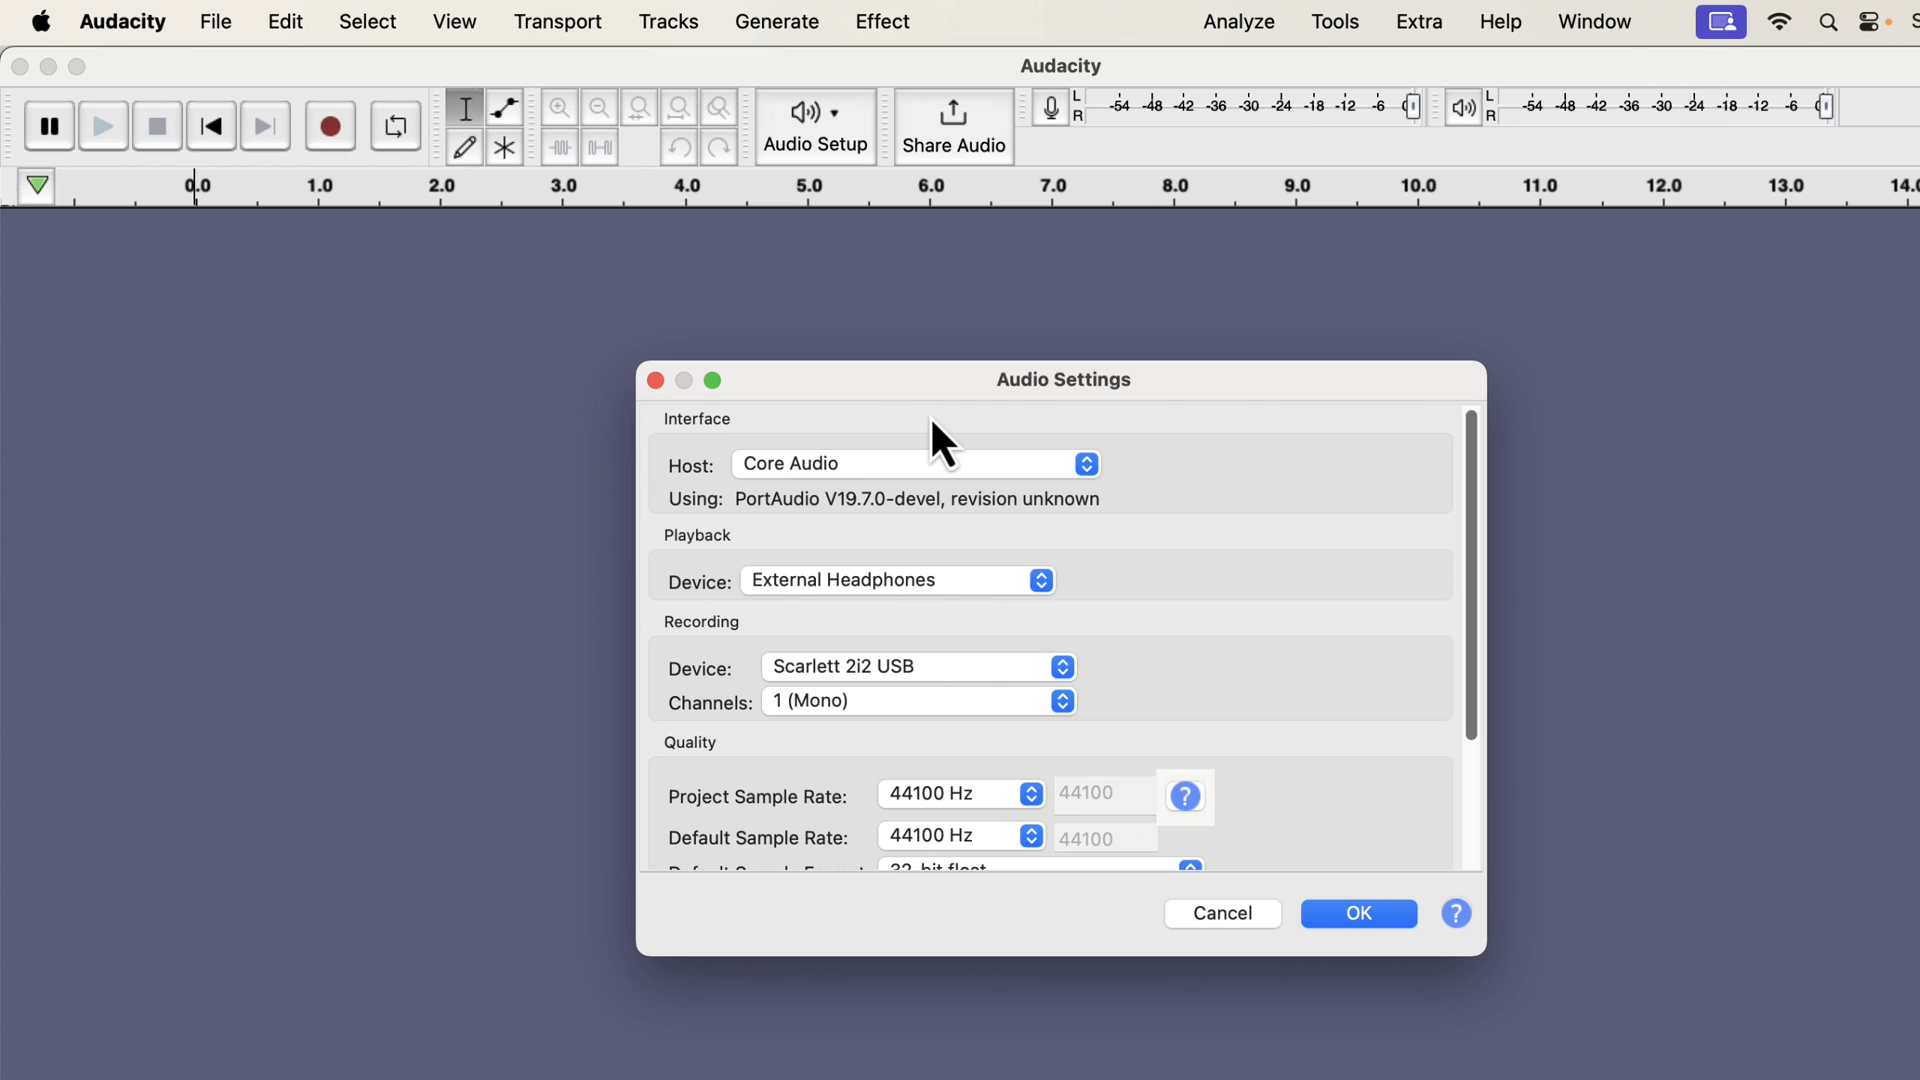 Audacity File Edit Select View Transport Tracks Generate Effect Analyze Tools Extra Help Window
Audacity
Audio Setup
Share Audio
L R -54 -48 -42 -36 -30 -24 -18 -12 -6
L R -54 -48 -42 -36 -30 -24 -18 -12 -6
0.0 1.0 2.0 3.0 4.0 5.0 6.0 7.0 8.0 9.0 10.0 11.0 12.0 13.0
Audio Settings
Interface
Host: Core Audio
Using: PortAudio V19.7.0-devel, revision unknown
Playback
Device: External Headphones
Recording
Device: Scarlett 2i2 USB
Channels: 1 (Mono)
Quality
Project Sample Rate: 44100 Hz 44100 ?
Default Sample Rate: 44100 Hz 44100
Cancel OK ?